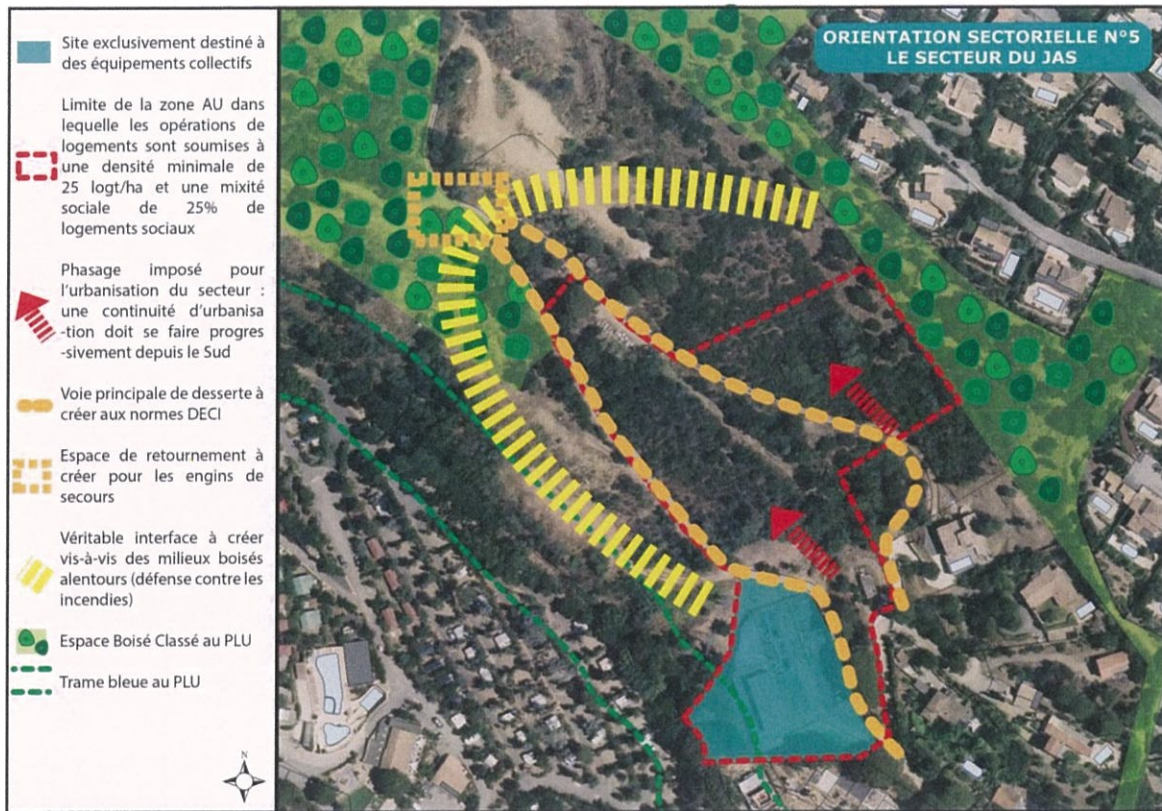 Site exclusivement destiné à
des équipements collectifs
Limite de la zone AU dans
lequelle les opérations de
logements sont soumises à
une densité minimale de
25 logt/ha et une mixité
sociale de 25% de
logements sociaux
Phasage imposé pour
l'urbanisation du secteur :
une continuité d'urbanisa
-tion doit se faire progres
-sivement depuis le Sud
Voie principale de desserte à
créer aux normes DECI
Espace de retournement à
créer pour les engins de
secours
Véritable interface à créer
vis-à-vis des milieux boisés
alentours (défense contre les
incendies)
Espace Boisé Classé au PLU
Trame bleue au PLU
N
ORIENTATION SECTORIELLE N°5
LE SECTEUR DU JAS